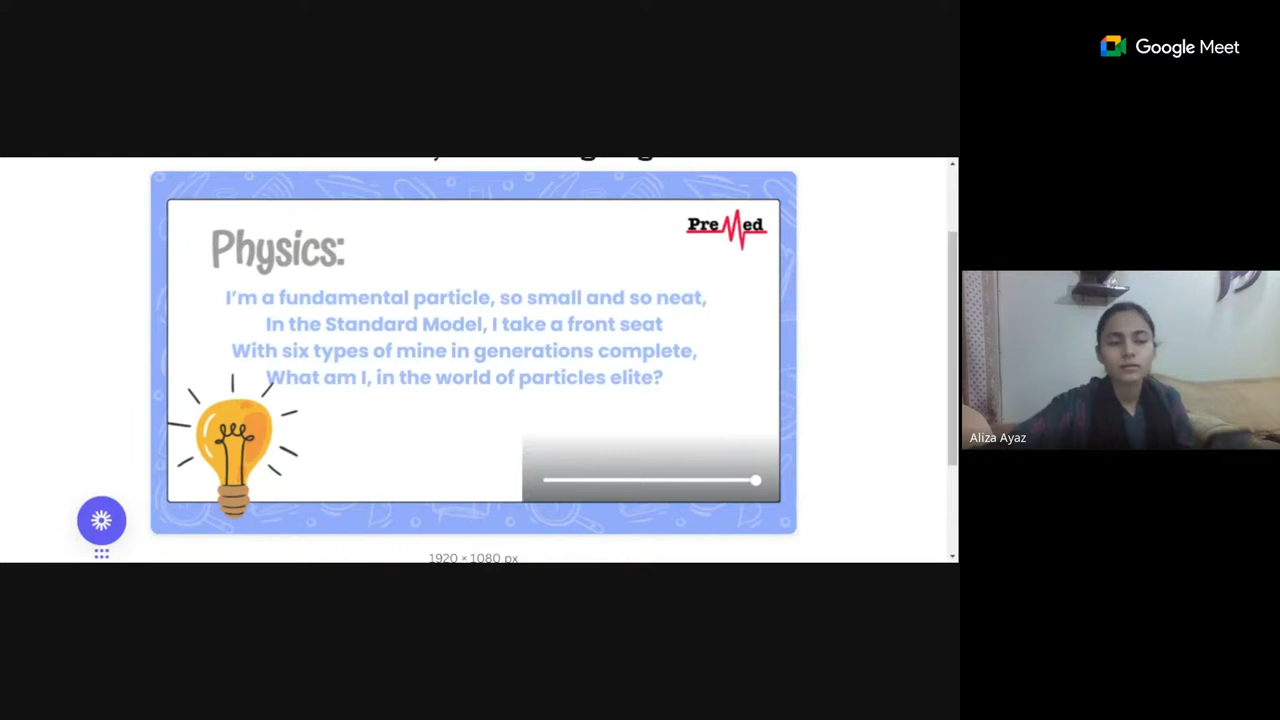 Google Meet
PreMed
Physics:
I'm a fundamental particle, so small and so neat,
In the Standard Model, I take a front seat
With six types of mine in generations complete,
What am I, in the world of particles elite?
Aliza Ayaz
1920 × 1080 px